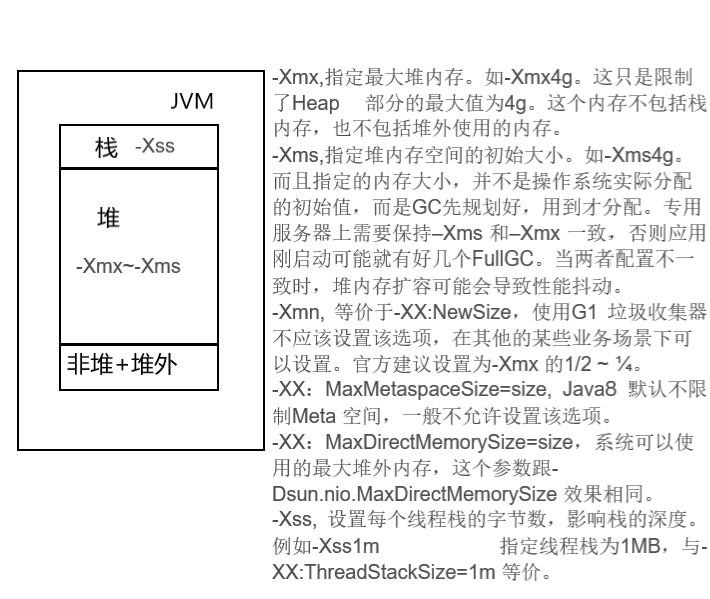 JVM
栈 -Xss
堆
-Xmx~-Xms
非堆+堆外
-Xmx,指定最大堆内存。如-Xmx4g。这只是限制
了Heap 部分的最大值为4g。这个内存不包括栈
内存，也不包括堆外使用的内存。
-Xms,指定堆内存空间的初始大小。如-Xms4g。
而且指定的内存大小，并不是操作系统实际分配
的初始值，而是GC先规划好，用到才分配。专用
服务器上需要保持–Xms 和–Xmx 一致，否则应用
刚启动可能就有好几个FullGC。当两者配置不一
致时，堆内存扩容可能会导致性能抖动。
-Xmn, 等价于-XX:NewSize，使用G1 垃圾收集器
不应该设置该选项，在其他的某些业务场景下可
以设置。官方建议设置为-Xmx 的1/2 ~ ¼。
-XX：MaxMetaspaceSize=size, Java8 默认不限
制Meta 空间，一般不允许设置该选项。
-XX：MaxDirectMemorySize=size，系统可以使
用的最大堆外内存，这个参数跟-
Dsun.nio.MaxDirectMemorySize 效果相同。
-Xss, 设置每个线程栈的字节数，影响栈的深度。
例如-Xss1m 指定线程栈为1MB，与-
XX:ThreadStackSize=1m 等价。